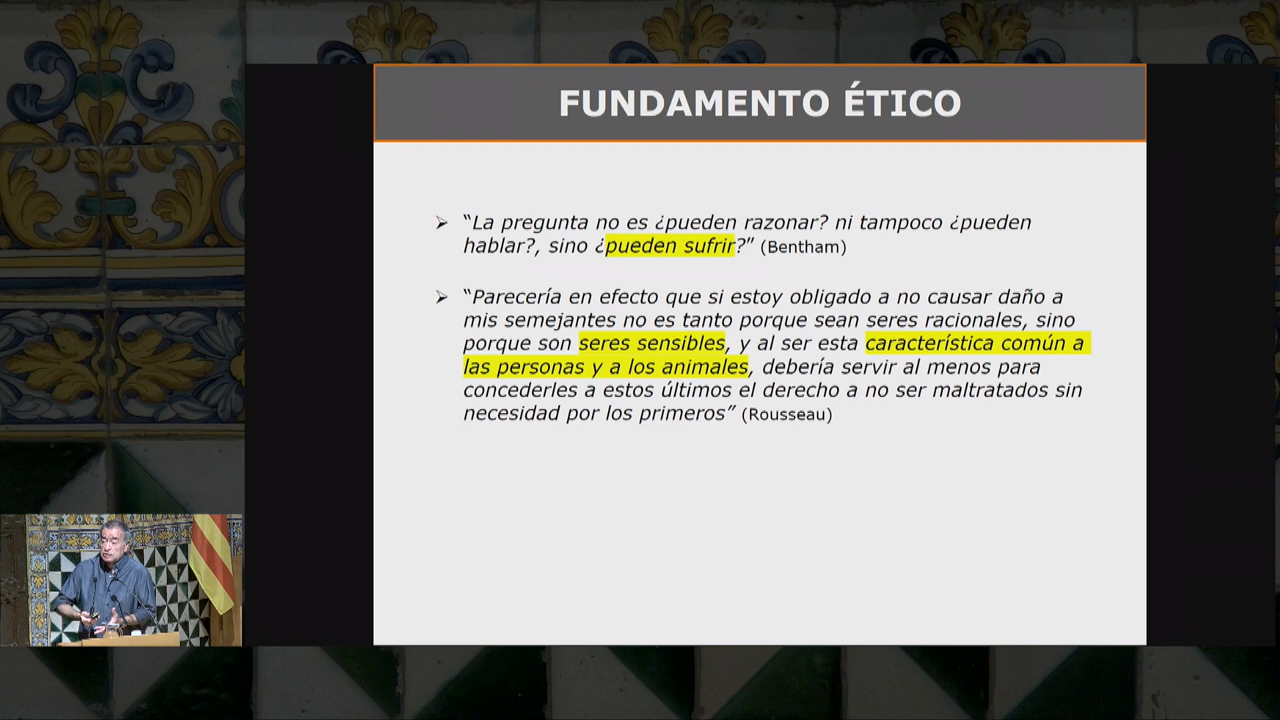 FUNDAMENTO ÉTICO
➢ “La pregunta no es ¿pueden razonar? ni tampoco ¿pueden
hablar?, sino ¿pueden sufrir?” (Bentham)
➢ “Parecería en efecto que si estoy obligado a no causar daño a
mis semejantes no es tanto porque sean seres racionales, sino
porque son seres sensibles, y al ser esta característica común a
las personas y a los animales, debería servir al menos para
concederles a estos últimos el derecho a no ser maltratados sin
necesidad por los primeros” (Rousseau)